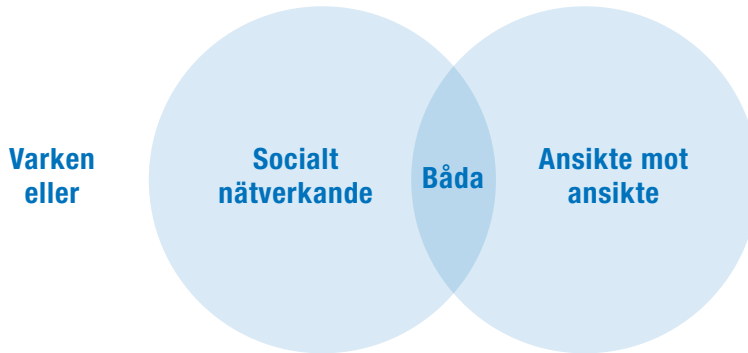 Varken
eller
Socialt
nätverkande
Båda
Ansikte mot
ansikte